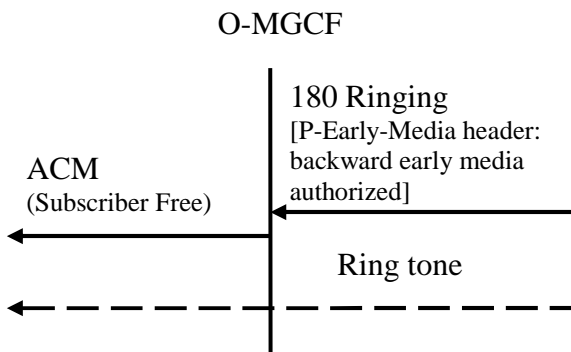 O-MGCF
180 Ringing
[P-Early-Media header:
backward early media
authorized]
ACM
(Subscriber Free)
Ring tone